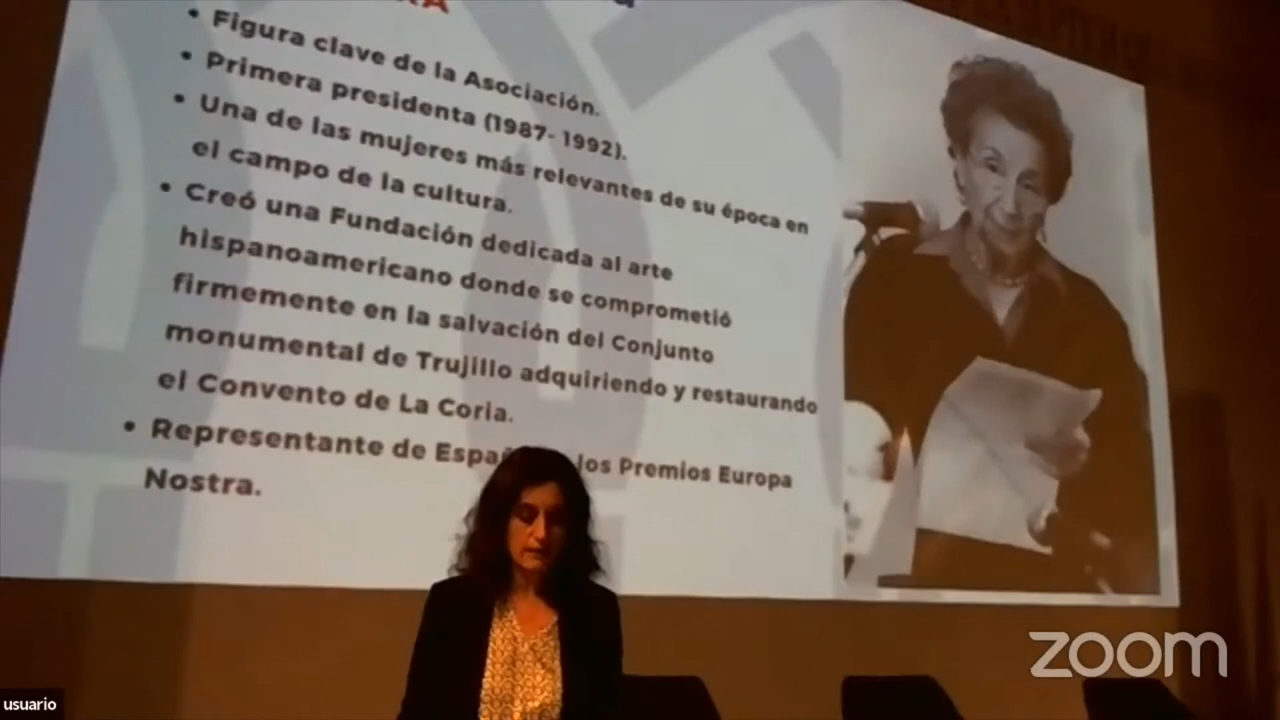 • Figura clave de la Asociación.
• Primera presidenta (1987- 1992).
• Una de las mujeres más relevantes de su época en
el campo de la cultura.
• Creó una Fundación dedicada al arte
hispanoamericano donde se comprometió
firmemente en la salvación del Conjunto
monumental de Trujillo adquiriendo y restaurando
el Convento de La Coria.
• Representante de los Premios Europa
Nostra.
zoom
usuario